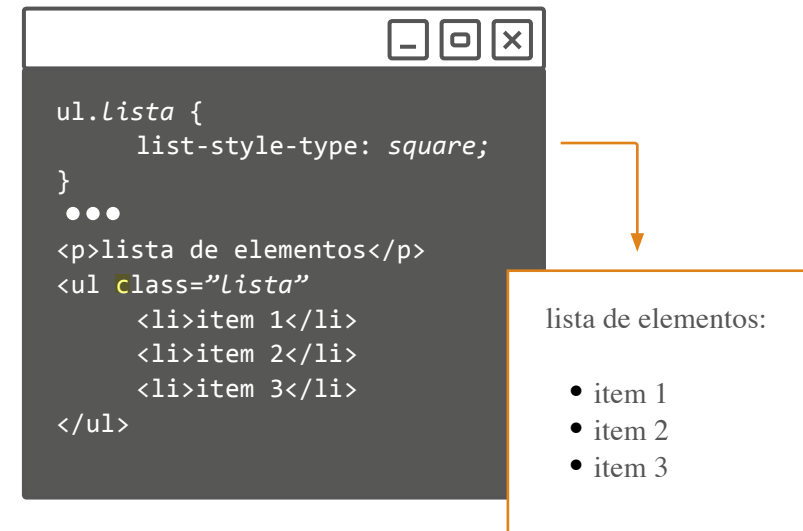 ul.lista {
list-style-type: square;
}
●●●
<p>lista de elementos</p>
<ul class=”lista”
<li>item 1</li>
<li>item 2</li>
<li>item 3</li>
</ul>
lista de elementos:
• item 1
• item 2
• item 3